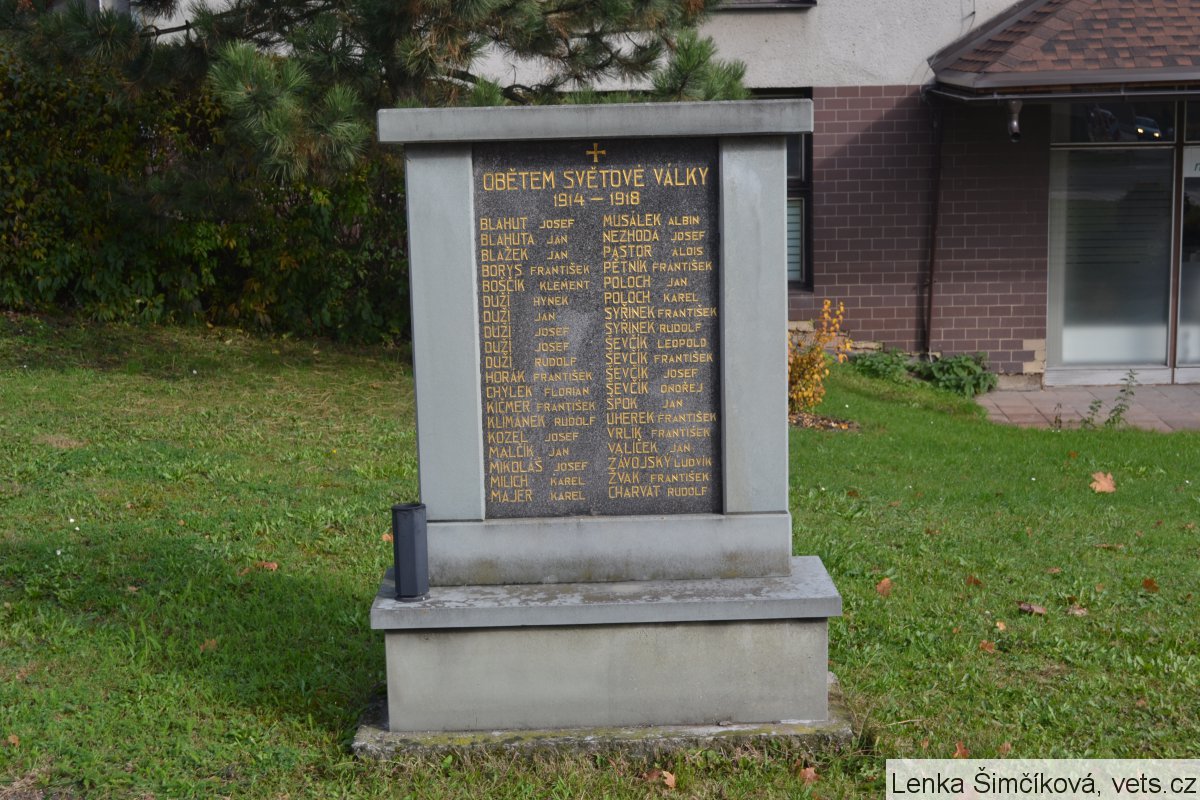 OBĚTEM SVĚTOVÉ VÁLKY
1914 – 1918
BLAHUT JOSEF
BLAHUTA JAN
BLAŽEK JAN
BORYS FRANTIŠEK
BOŠČÍK KLEMENT
DUŽÍ HYNEK
DUŽÍ JAN
DUŽÍ JOSEF
DUŽÍ JOSEF
DUŽÍ RUDOLF
HORÁK FRANTIŠEK
CHÝLEK FLORIAN
KIČMER FRANTIŠEK
KLIMÁNEK RUDOLF
KOZEL JOSEF
MALČÍK JAN
MIKOLÁŠ JOSEF
MILICH KAREL
MAJER KAREL
MUSÁLEK ALBIN
NEZHODA JOSEF
PASTOR ALOIS
PĚTNÍK FRANTIŠEK
POLOCH JAN
POLOCH KAREL
SYŘÍNEK FRANTIŠEK
SYŘÍNEK RUDOLF
ŠEVČÍK LEOPOLD
ŠEVČÍK FRANTIŠEK
ŠEVČÍK JOSEF
ŠEVČÍK ONDŘEJ
ŠPOK JAN
UHEREK FRANTIŠEK
VRLÍK FRANTIŠEK
VALÍČEK JAN
ZÁVOJSKÝ LUDVÍK
ŽVAK FRANTIŠEK
CHARVÁT RUDOLF
Lenka Šimčíková, vets.cz